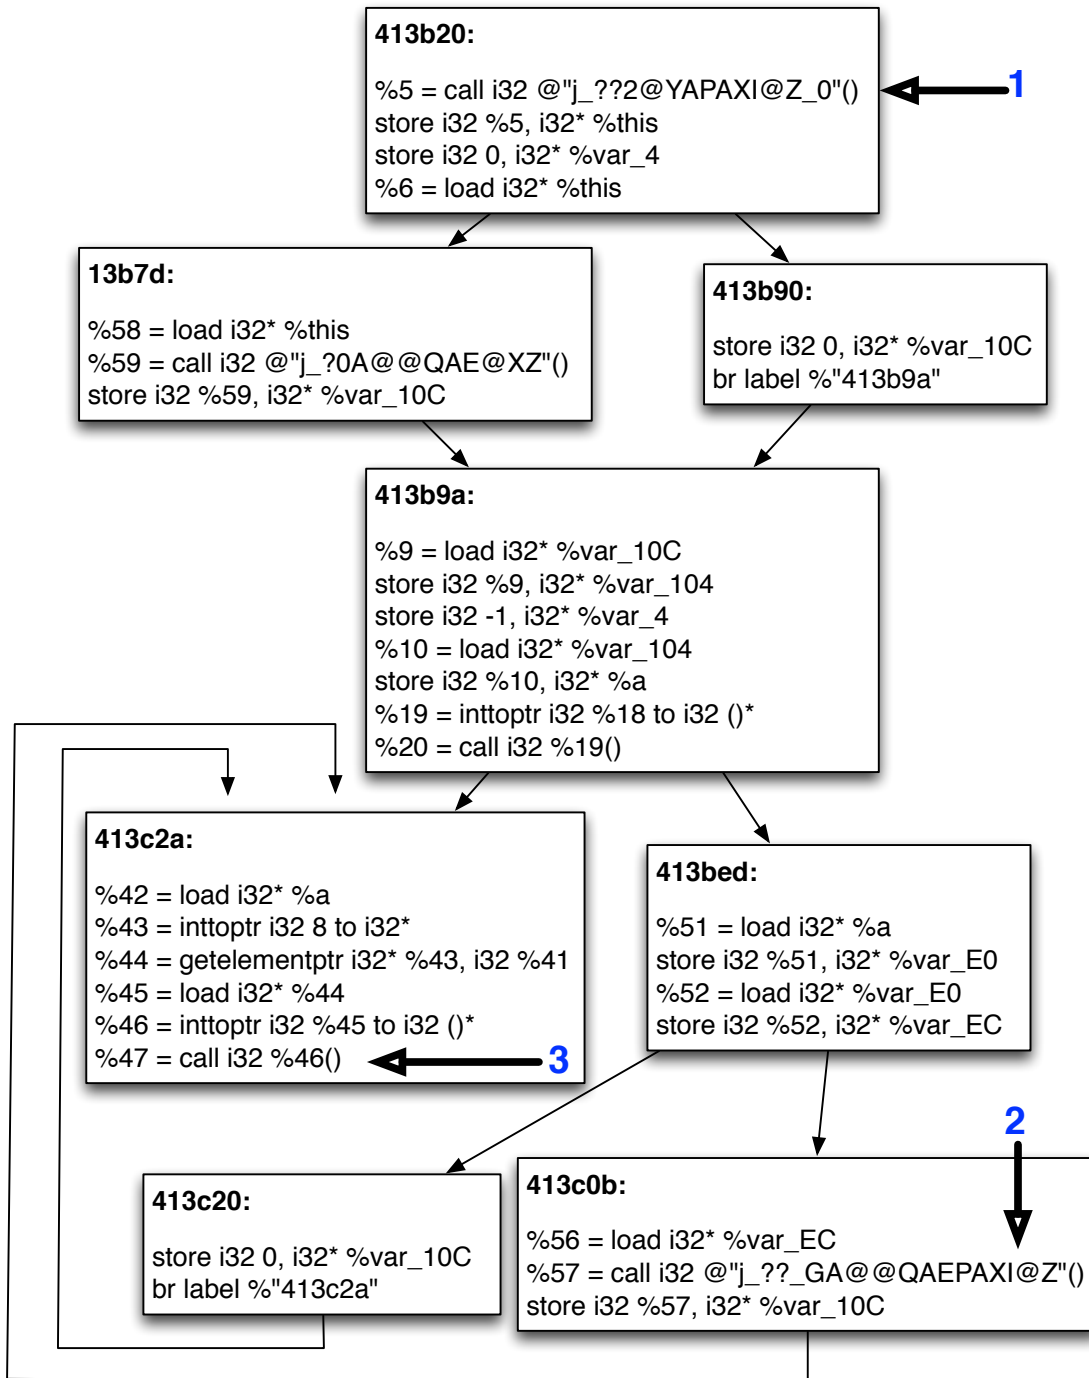 413b20:
%5 = call i32 @"j_??2@YAPAXI@Z_0"()
store i32 %5, i32* %this
store i32 0, i32* %var_4
%6 = load i32* %this
1
13b7d:
%58 = load i32* %this
%59 = call i32 @"j_?0A@@QAE@XZ"()
store i32 %59, i32* %var_10C
413b90:
store i32 0, i32* %var_10C
br label %"413b9a"
413b9a:
%9 = load i32* %var_10C
store i32 %9, i32* %var_104
store i32 -1, i32* %var_4
%10 = load i32* %var_104
store i32 %10, i32* %a
%19 = inttoptr i32 %18 to i32 ()*
%20 = call i32 %19()
413c2a:
%42 = load i32* %a
%43 = inttoptr i32 8 to i32*
%44 = getelementptr i32* %43, i32 %41
%45 = load i32* %44
%46 = inttoptr i32 %45 to i32 ()*
%47 = call i32 %46()
3
413bed:
%51 = load i32* %a
store i32 %51, i32* %var_E0
%52 = load i32* %var_E0
store i32 %52, i32* %var_EC
2
413c20:
store i32 0, i32* %var_10C
br label %"413c2a"
413c0b:
%56 = load i32* %var_EC
%57 = call i32 @"j_??_GA@@QAEPAXI@Z"()
store i32 %57, i32* %var_10C